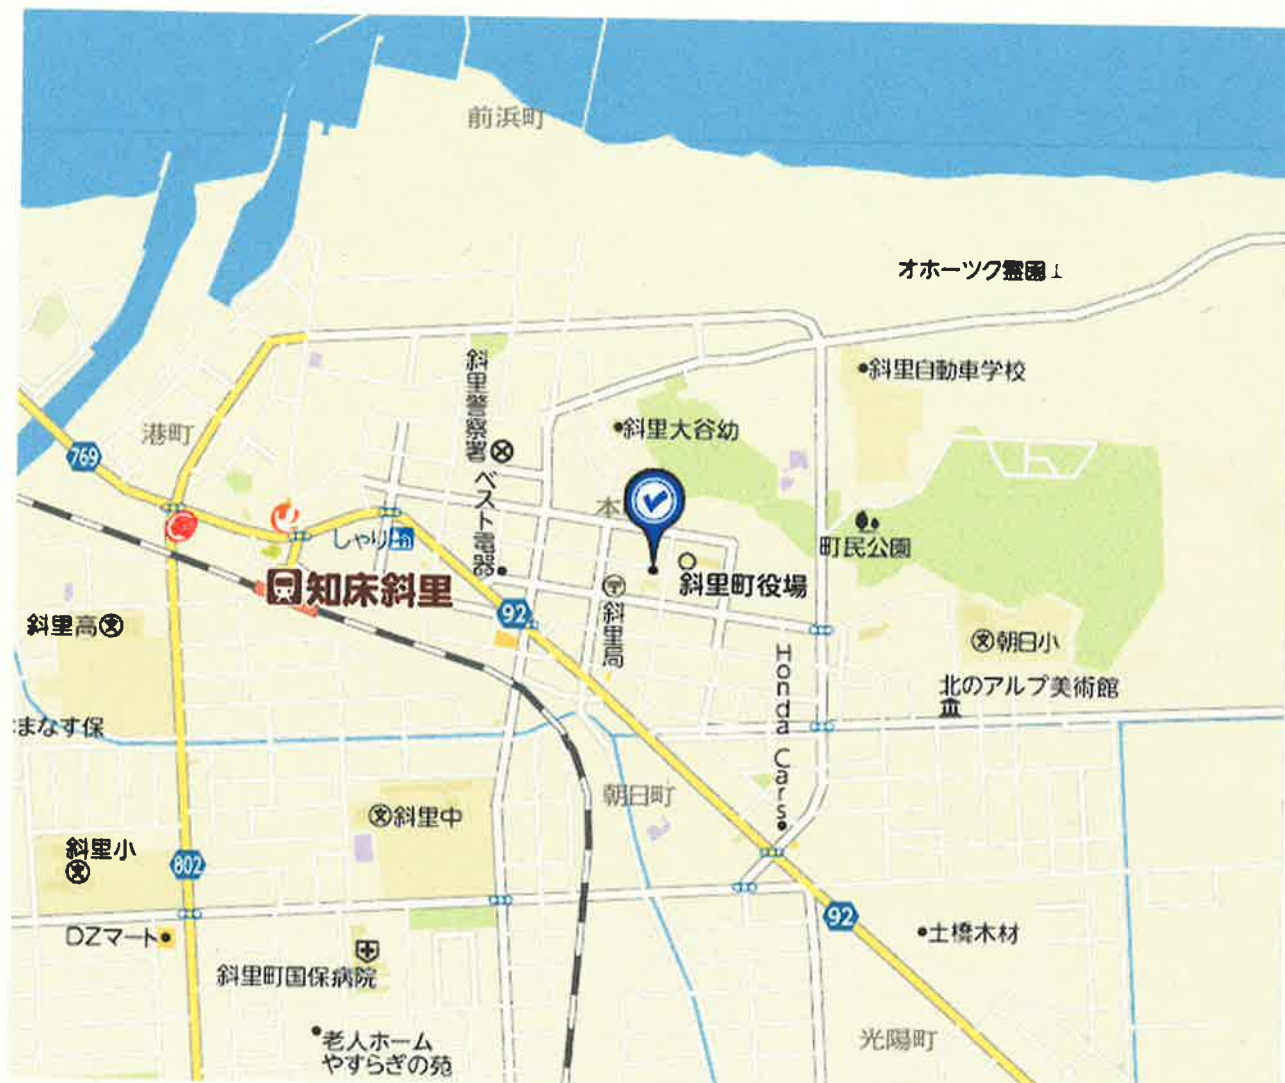 前浜町
オホーツク霊園
斜里自動車学校
斜里警察署
斜里大谷幼
港町
769
ベスト電器
本
しゃり
町民公園
知床斜里
斜里町役場
92
斜里局
斜里高
朝日小
Honda Cars
北のアルプ美術館
まなす保
朝日町
斜里中
斜里小
802
92
DZマート
土橋木材
斜里町国保病院
老人ホーム
やすらぎの苑
光陽町